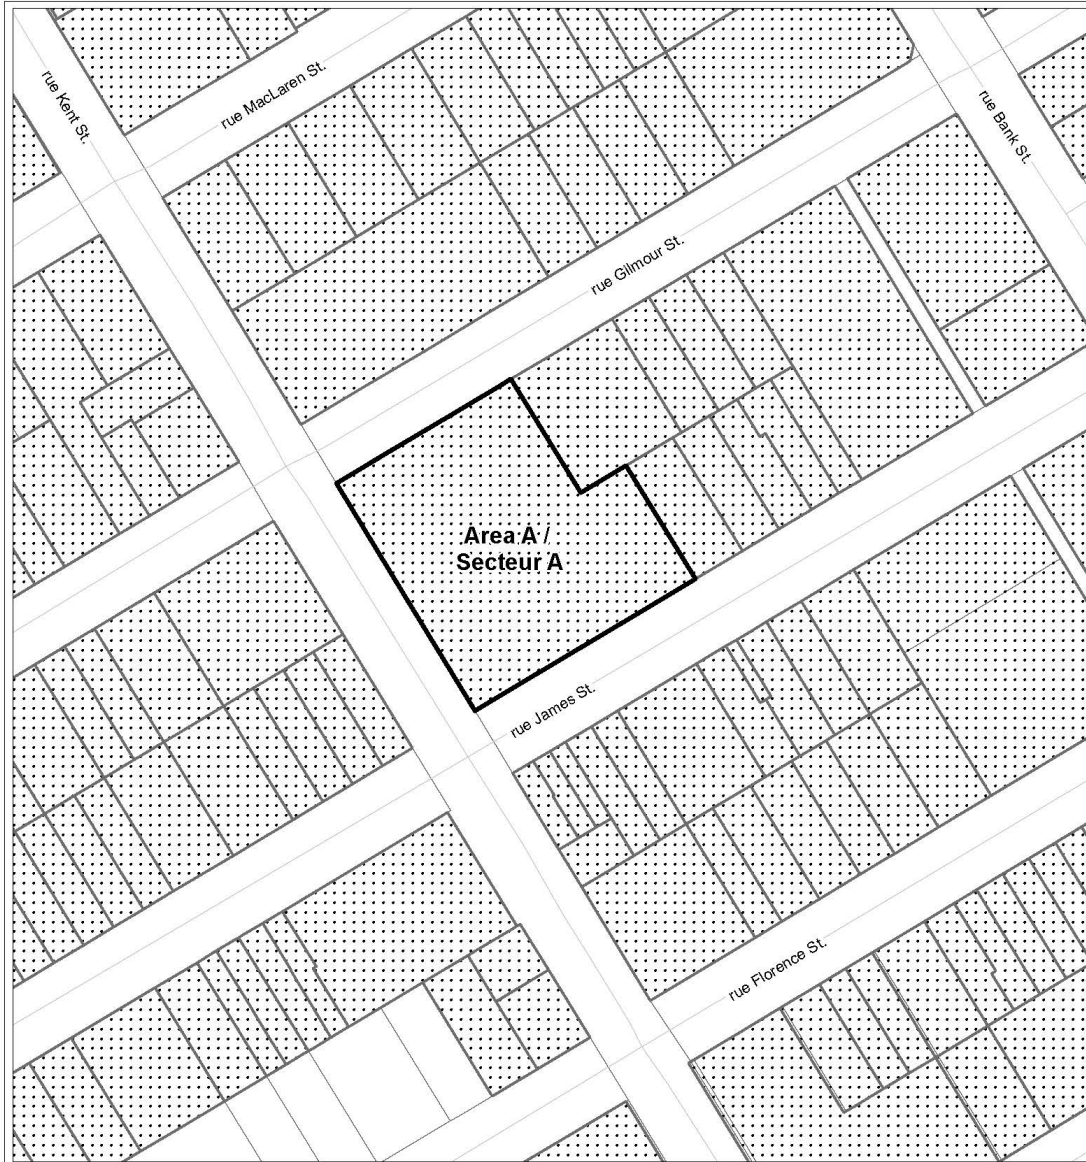 rue Kent St.
rue MacLaren St.
rue Bank St.
rue Gilmour St.
Area A /
Secteur A
rue James St.
rue Florence St.